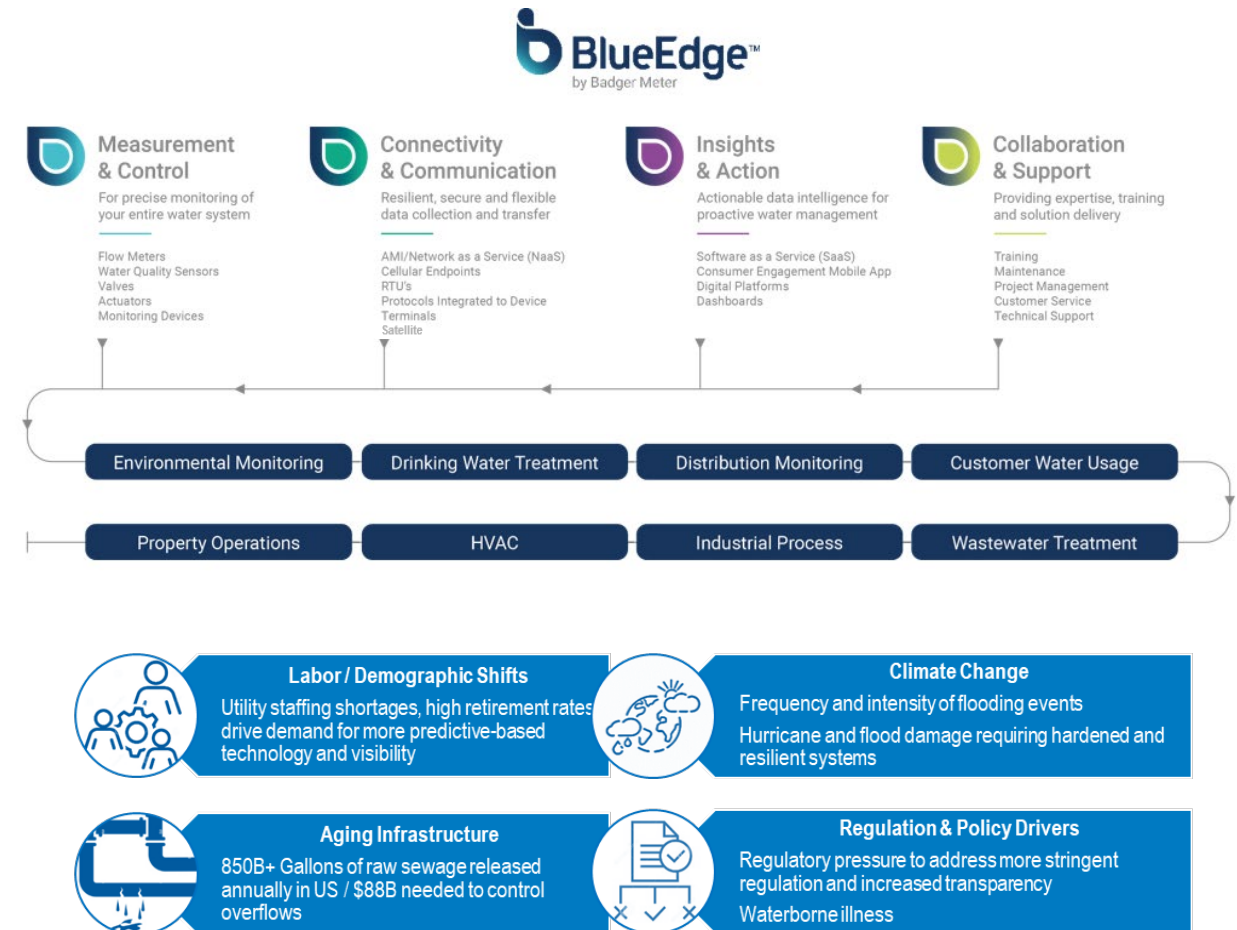 BlueEdge™
by Badger Meter
Measurement
& Control
For precise monitoring of
your entire water system
Flow Meters
Water Quality Sensors
Valves
Actuators
Monitoring Devices
Connectivity
& Communication
Resilient, secure and flexible
data collection and transfer
AMI/Network as a Service (NaaS)
Cellular Endpoints
RTU's
Protocols Integrated to Device
Terminals
Satellite
Insights
& Action
Actionable data intelligence for
proactive water management
Software as a Service (SaaS)
Consumer Engagement Mobile App
Digital Platforms
Dashboards
Collaboration
& Support
Providing expertise, training
and solution delivery
Training
Maintenance
Project Management
Customer Service
Technical Support
Environmental Monitoring
Drinking Water Treatment
Distribution Monitoring
Customer Water Usage
Property Operations
HVAC
Industrial Process
Wastewater Treatment
Labor / Demographic Shifts
Utility staffing shortages, high retirement rates
drive demand for more predictive-based
technology and visibility
Climate Change
Frequency and intensity of flooding events
Hurricane and flood damage requiring hardened and
resilient systems
Aging Infrastructure
850B+ Gallons of raw sewage released
annually in US / $88B needed to control
overflows
Regulation & Policy Drivers
Regulatory pressure to address more stringent
regulation and increased transparency
Waterborne illness